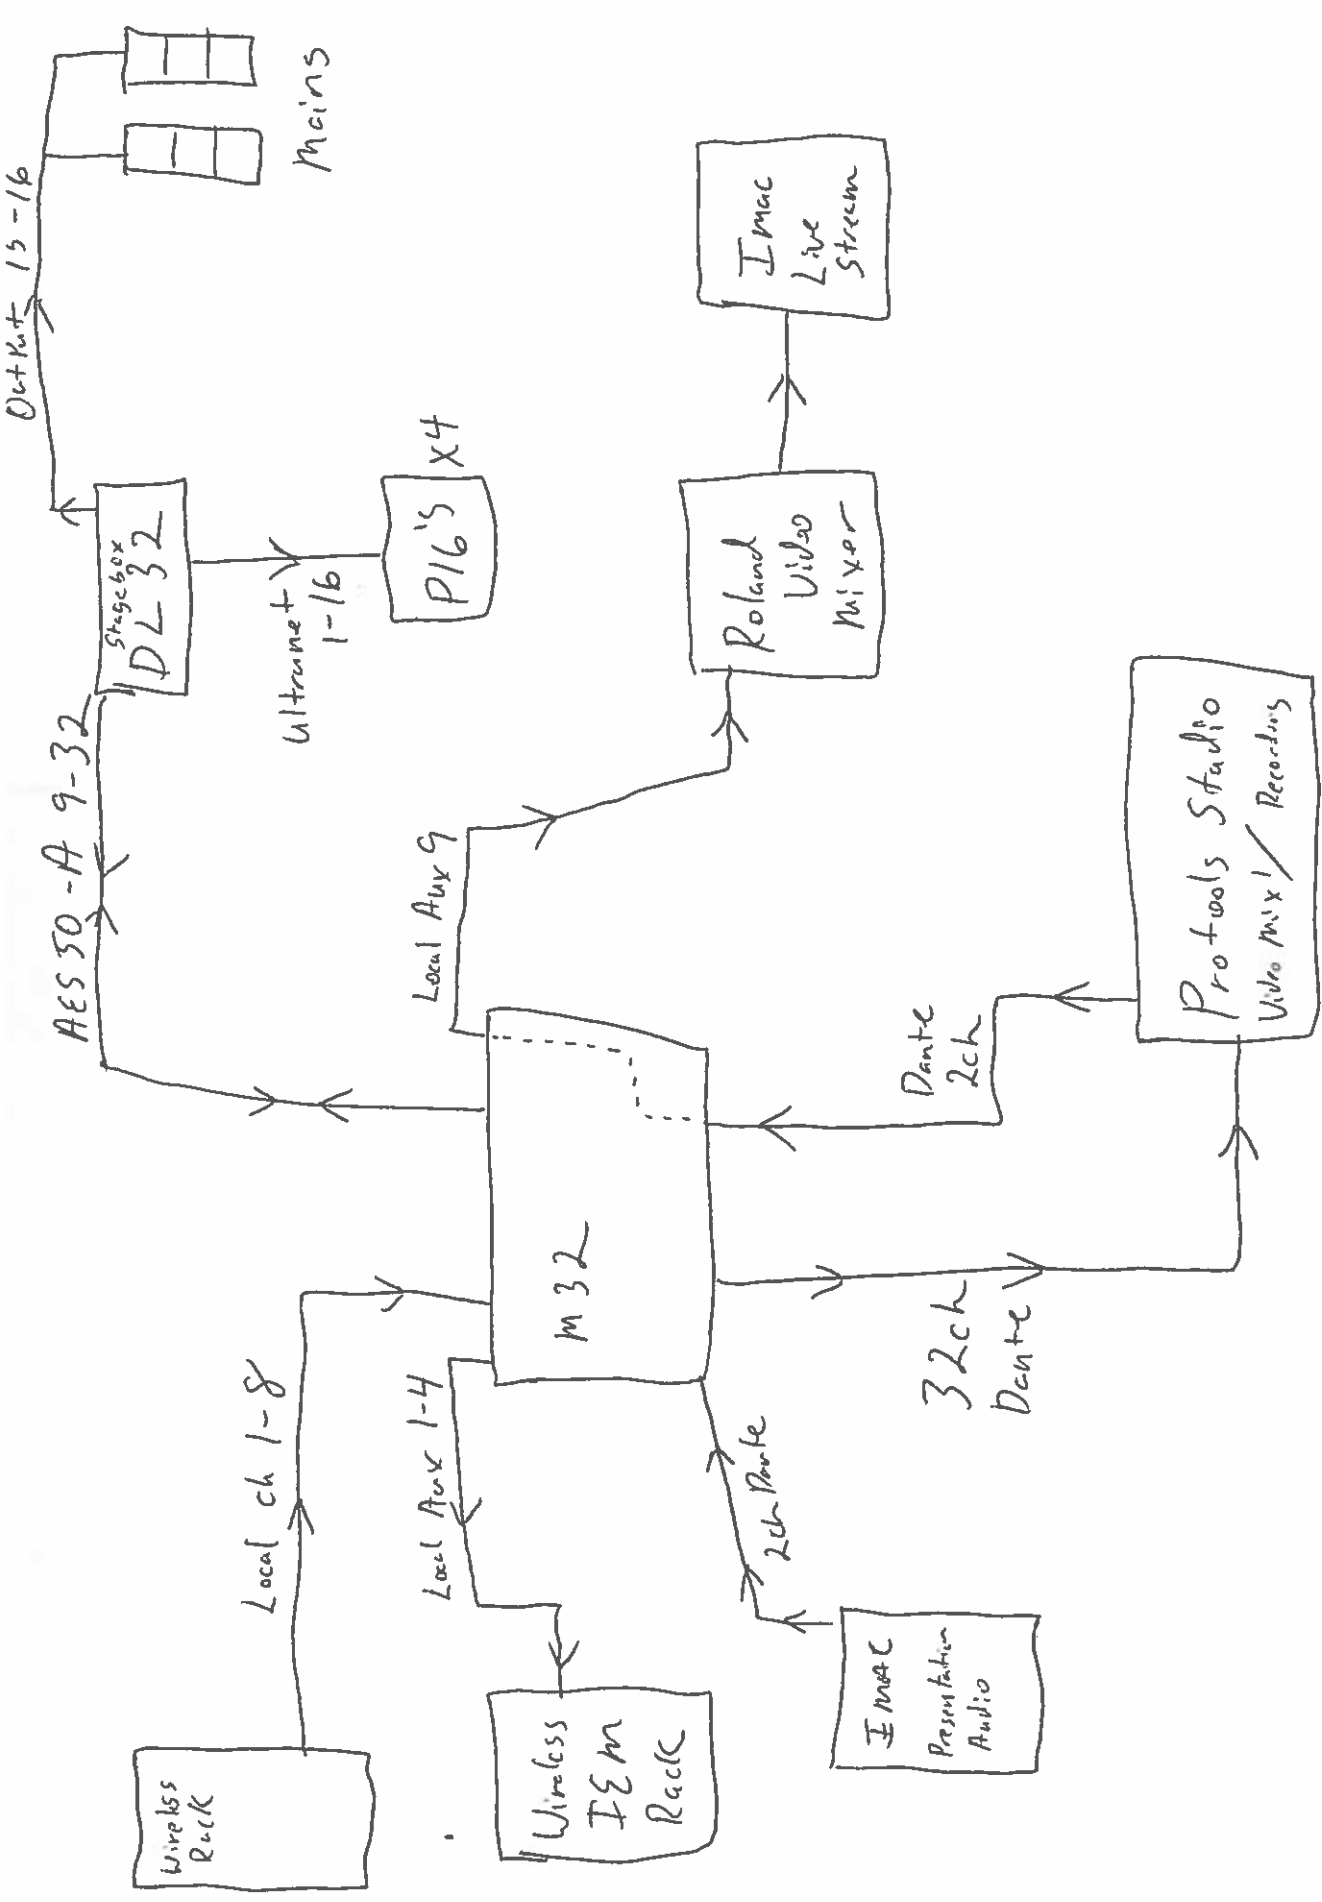 Output 15-16
Mains
Stagebox
DL32
AES50-A 9-32
Ultranet
1-16
P16's
X4
Imac
Live
Stream
Roland
Video
Mixer
Local Aux 9
Local ch 1-8
Wireless
Rack
Local Aux 1-4
Wireless
IEM
Rack
M32
2ch Dante
IMAC
Presentation
Audio
Dante
2ch
32ch
Dante
Protools Studio
Video mix / Recording